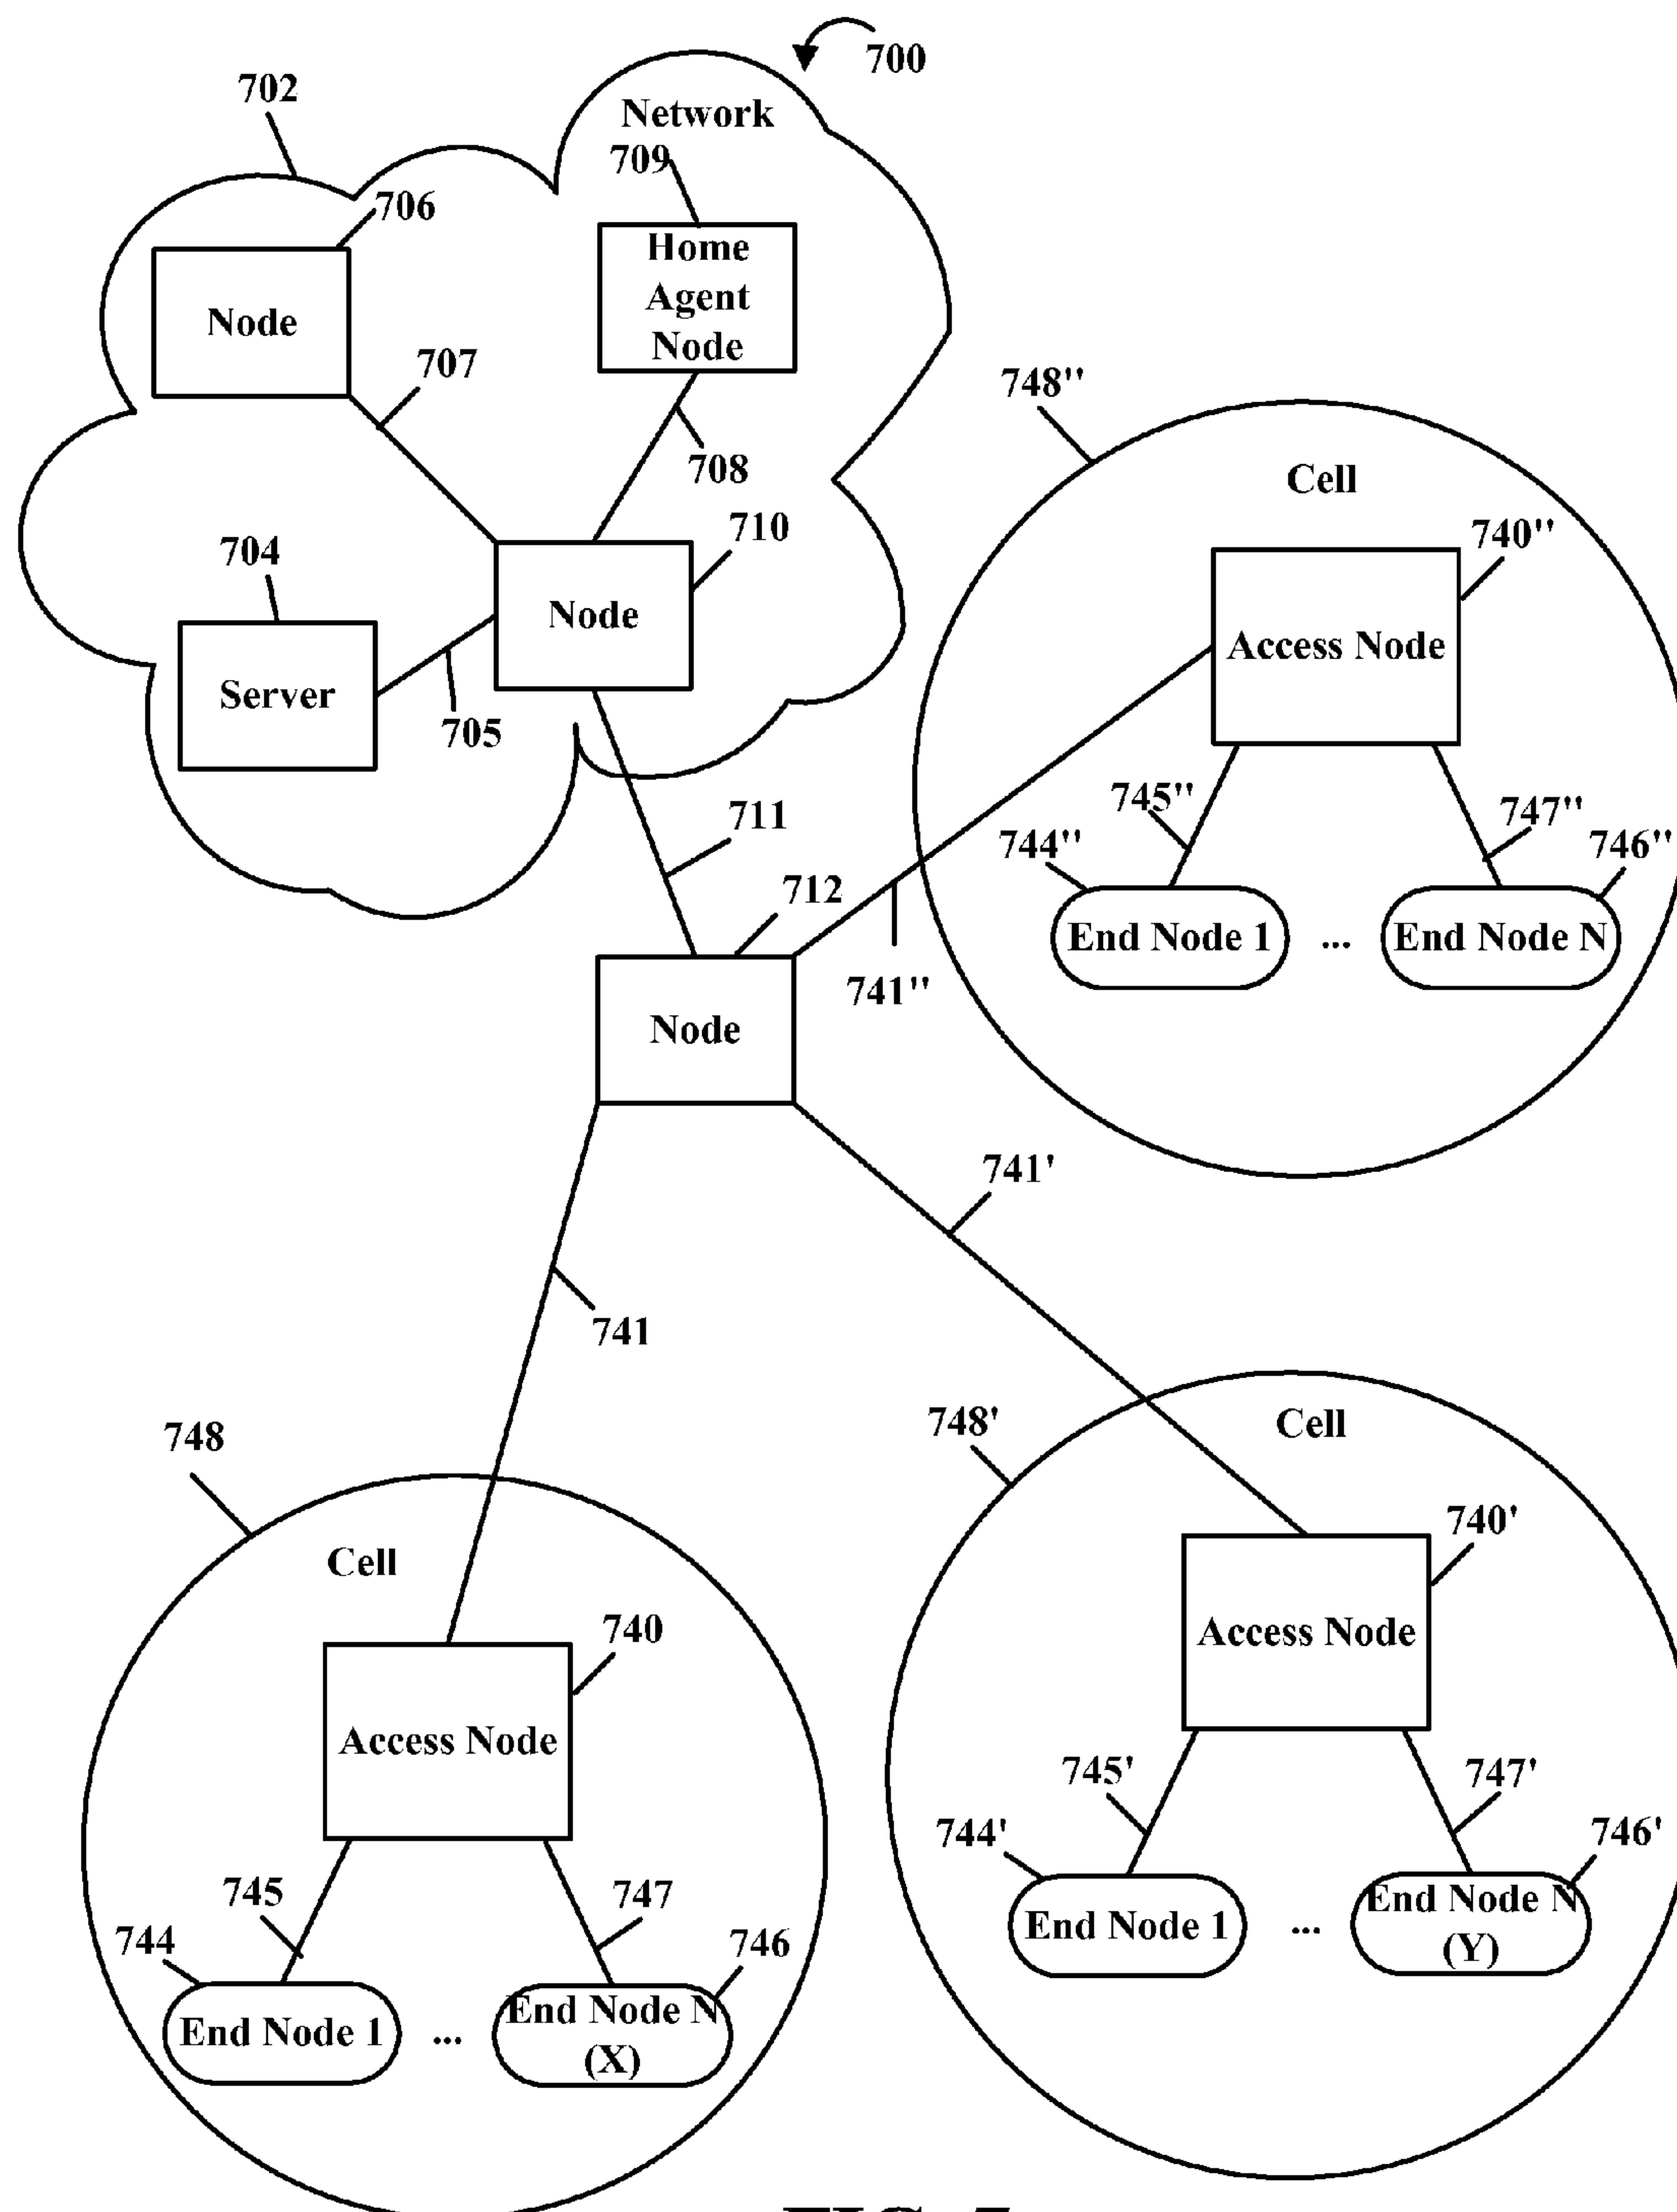 700
702
Network
709
706
Home
Agent
Node
Node
707
708
748''
Cell
710
740''
704
Node
Access Node
Server
705
745''
747''
711
744''
746''
712
End Node 1 ... End Node N
741''
Node
741'
741
748'
Cell
748
740'
Cell
740
Access Node
Access Node
745'
747'
744'
746'
745
747
End Node 1 ... End Node N
(Y)
744
746
End Node 1 ... End Node N
(X)